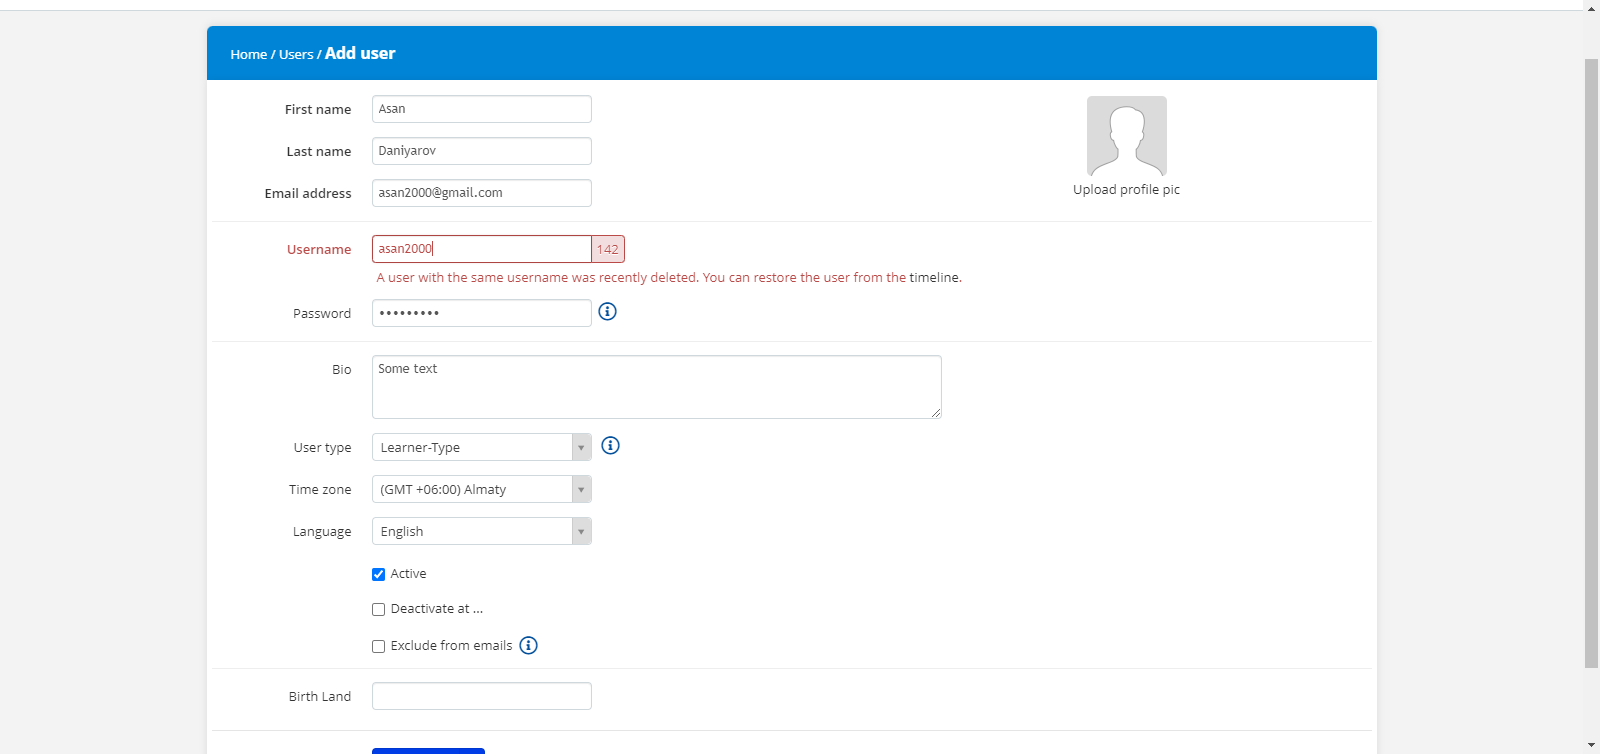 Home / Users / Add user
First name Asan
Last name Daniyarov
Email address asan2000@gmail.com
Upload profile pic
Username asan2000 142
A user with the same username was recently deleted. You can restore the user from the timeline.
Password •••••••••
Bio Some text
User type Learner-Type
Time zone (GMT +06:00) Almaty
Language English
Active
Deactivate at ...
Exclude from emails
Birth Land